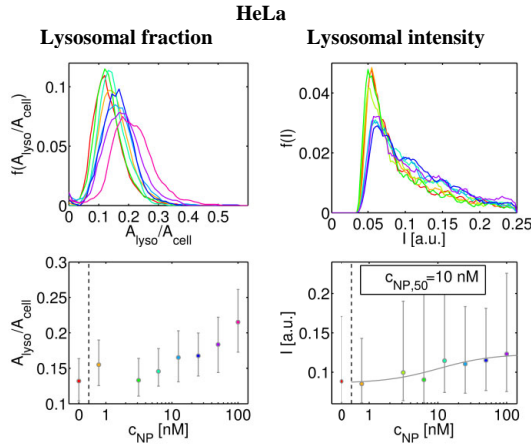 HeLa
Lysosomal fraction Lysosomal intensity
f(A_lyso/A_cell)
0.1
0.05
0
0 0.1 0.2 0.3 0.4 0.5
A_lyso/A_cell
f(I)
0.04
0.02
0
0 0.05 0.1 0.15 0.2 0.25
I [a.u.]
A_lyso/A_cell
0.3
0.25
0.2
0.15
0.1
0 1 10 100
c_NP [nM]
c_NP,50=10 nM
I [a.u.]
0.2
0.15
0.1
0 1 10 100
c_NP [nM]